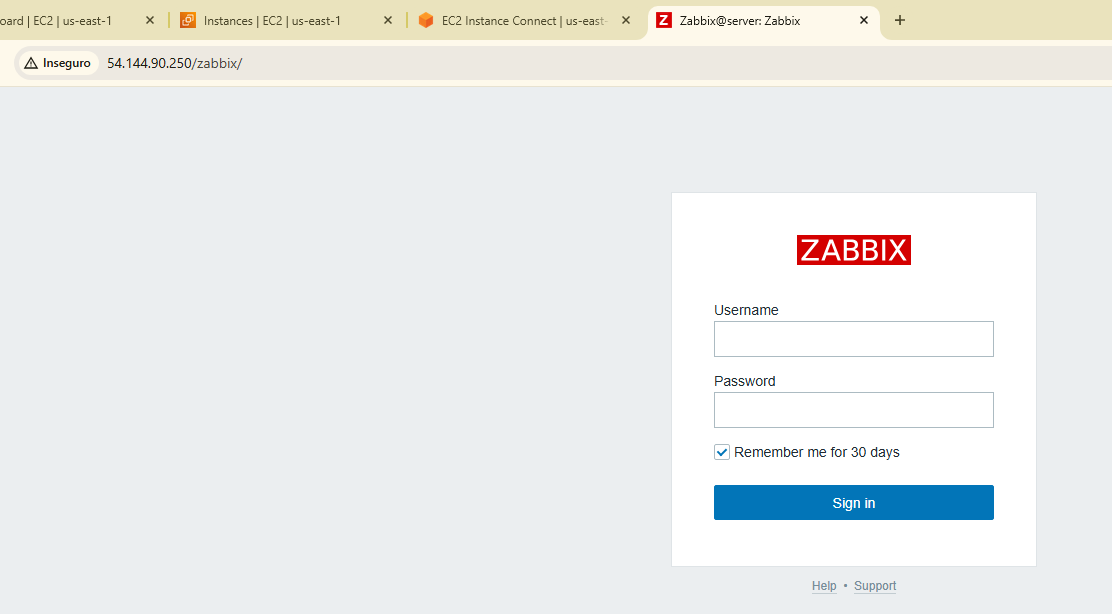 oard | EC2 | us-east-1
Instances | EC2 | us-east-1
EC2 Instance Connect | us-east-
Z Zabbix@server: Zabbix
Inseguro 54.144.90.250/zabbix/
ZABBIX
Username
Password
Remember me for 30 days
Sign in
Help • Support